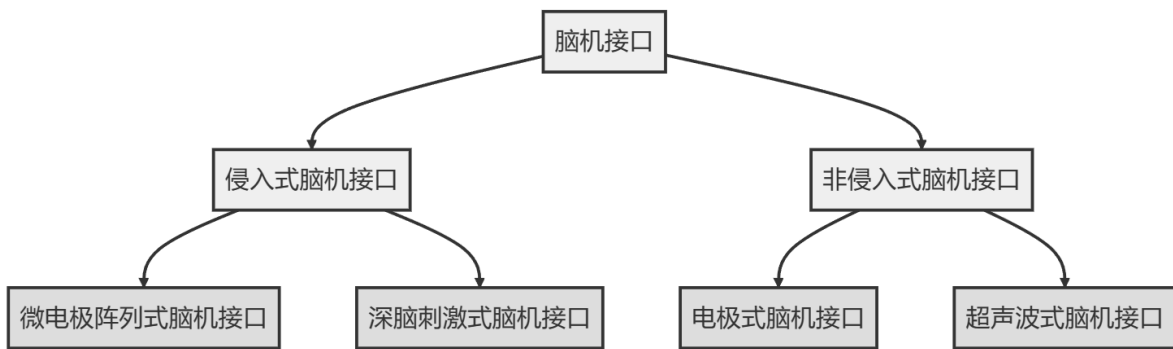 脑机接口
侵入式脑机接口
非侵入式脑机接口
微电极阵列式脑机接口
深脑刺激式脑机接口
电极式脑机接口
超声波式脑机接口